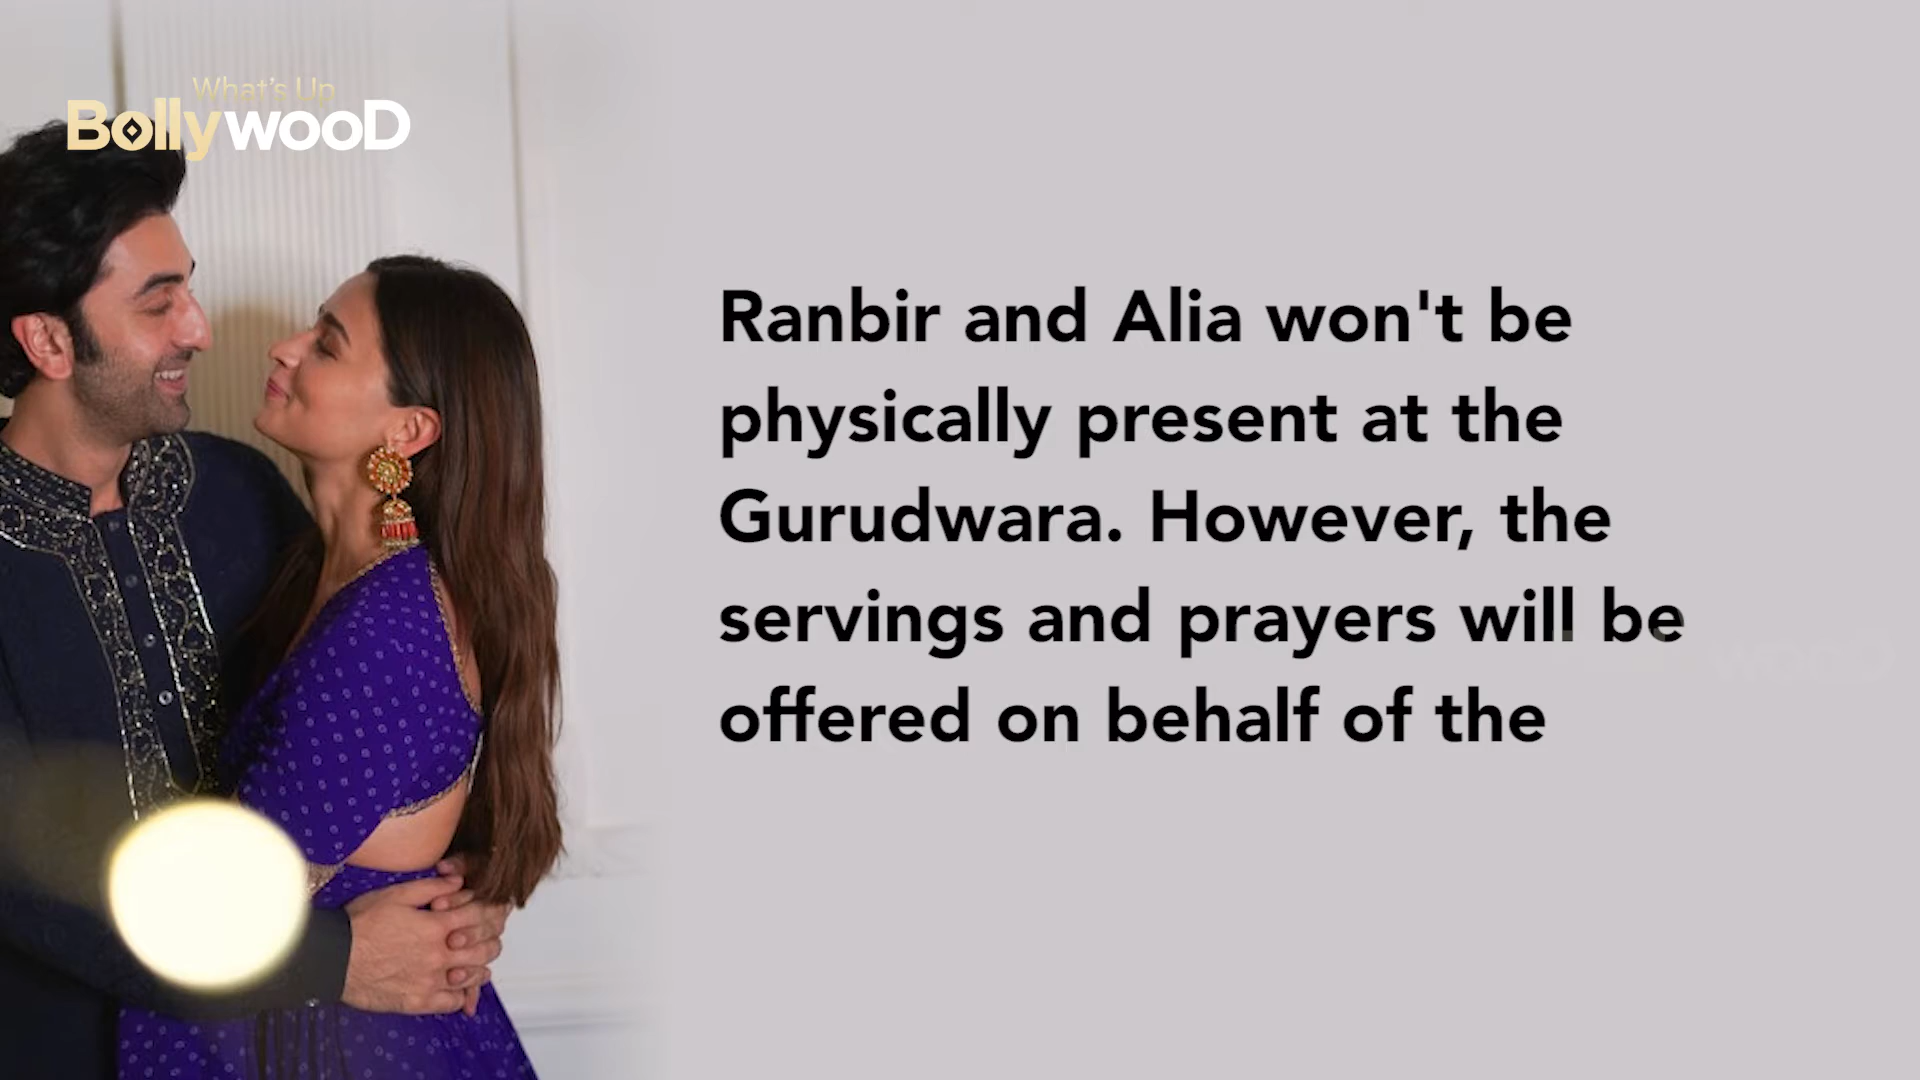 What's Up
BollywooD
Ranbir and Alia won't be
physically present at the
Gurudwara. However, the
servings and prayers will be
offered on behalf of the